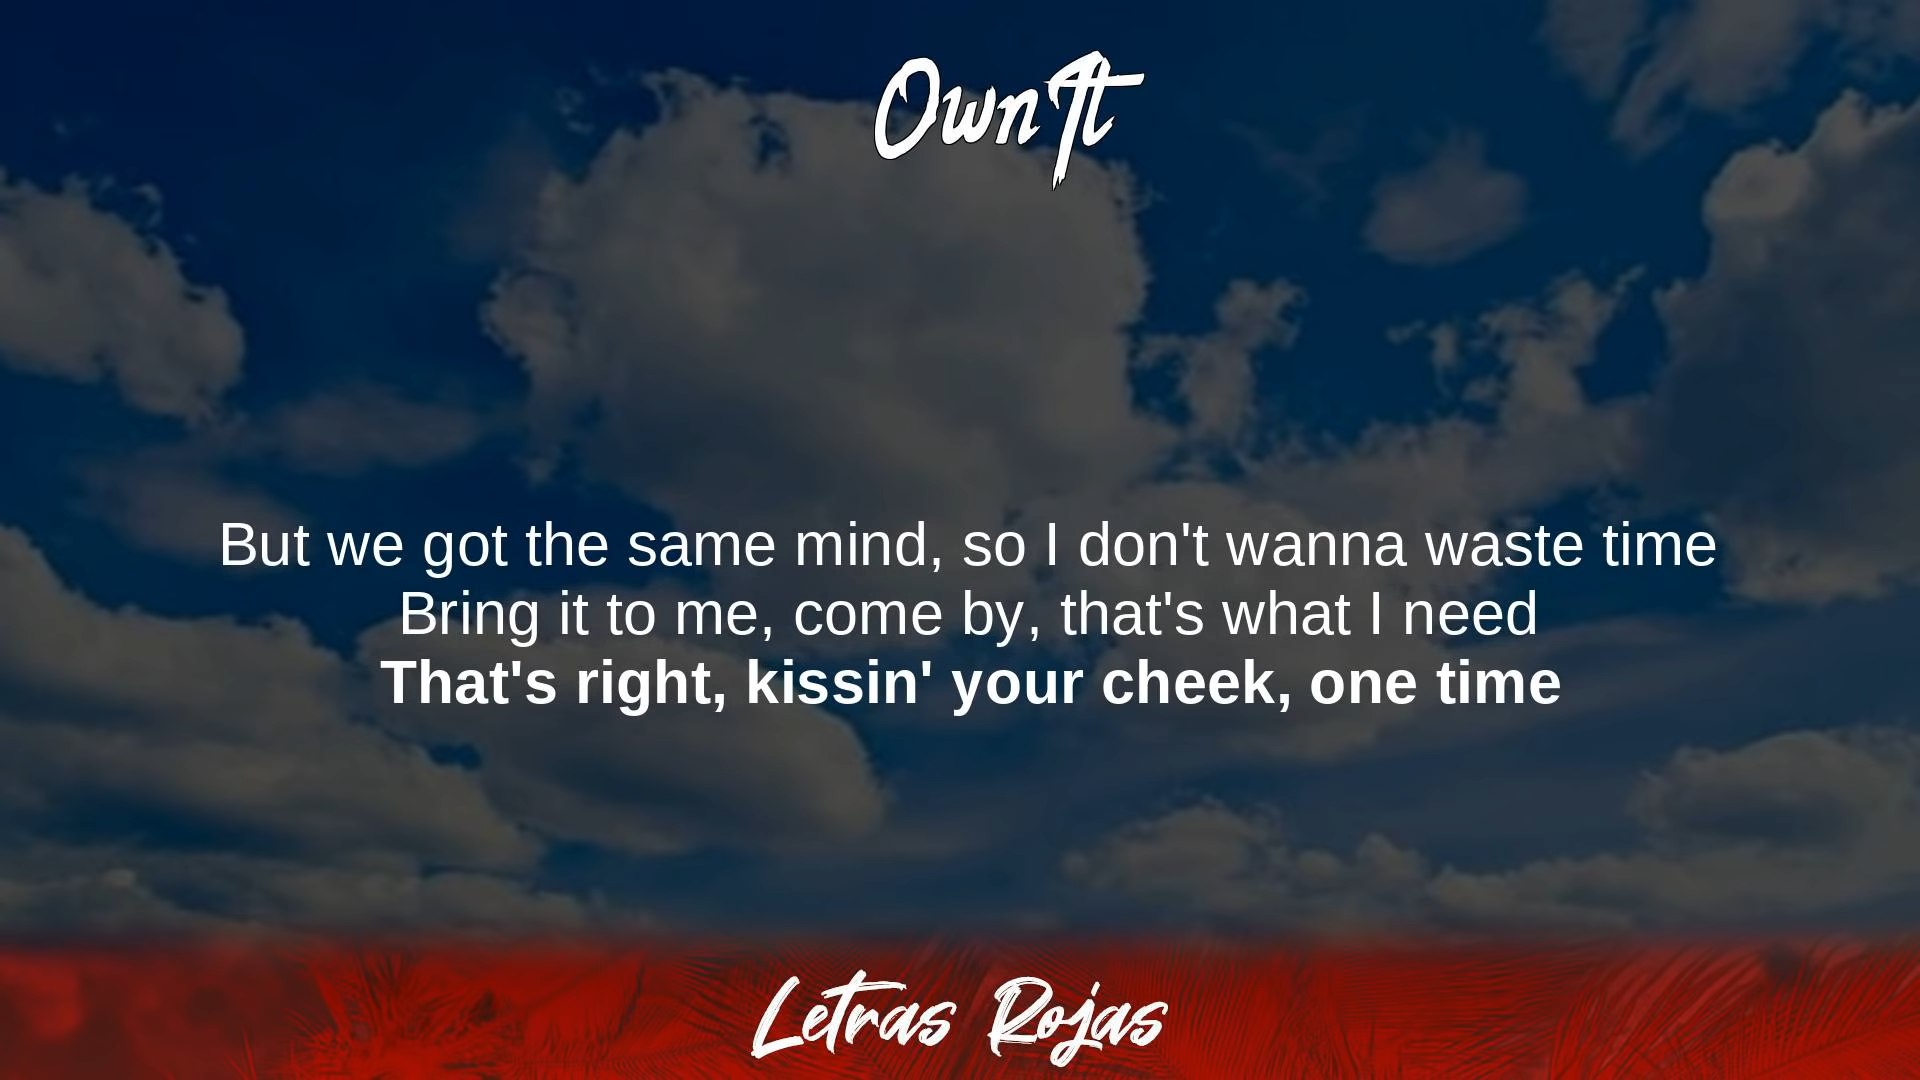 Own It
But we got the same mind, so I don't wanna waste time
Bring it to me, come by, that's what I need
That's right, kissin' your cheek, one time
Letras Rojas